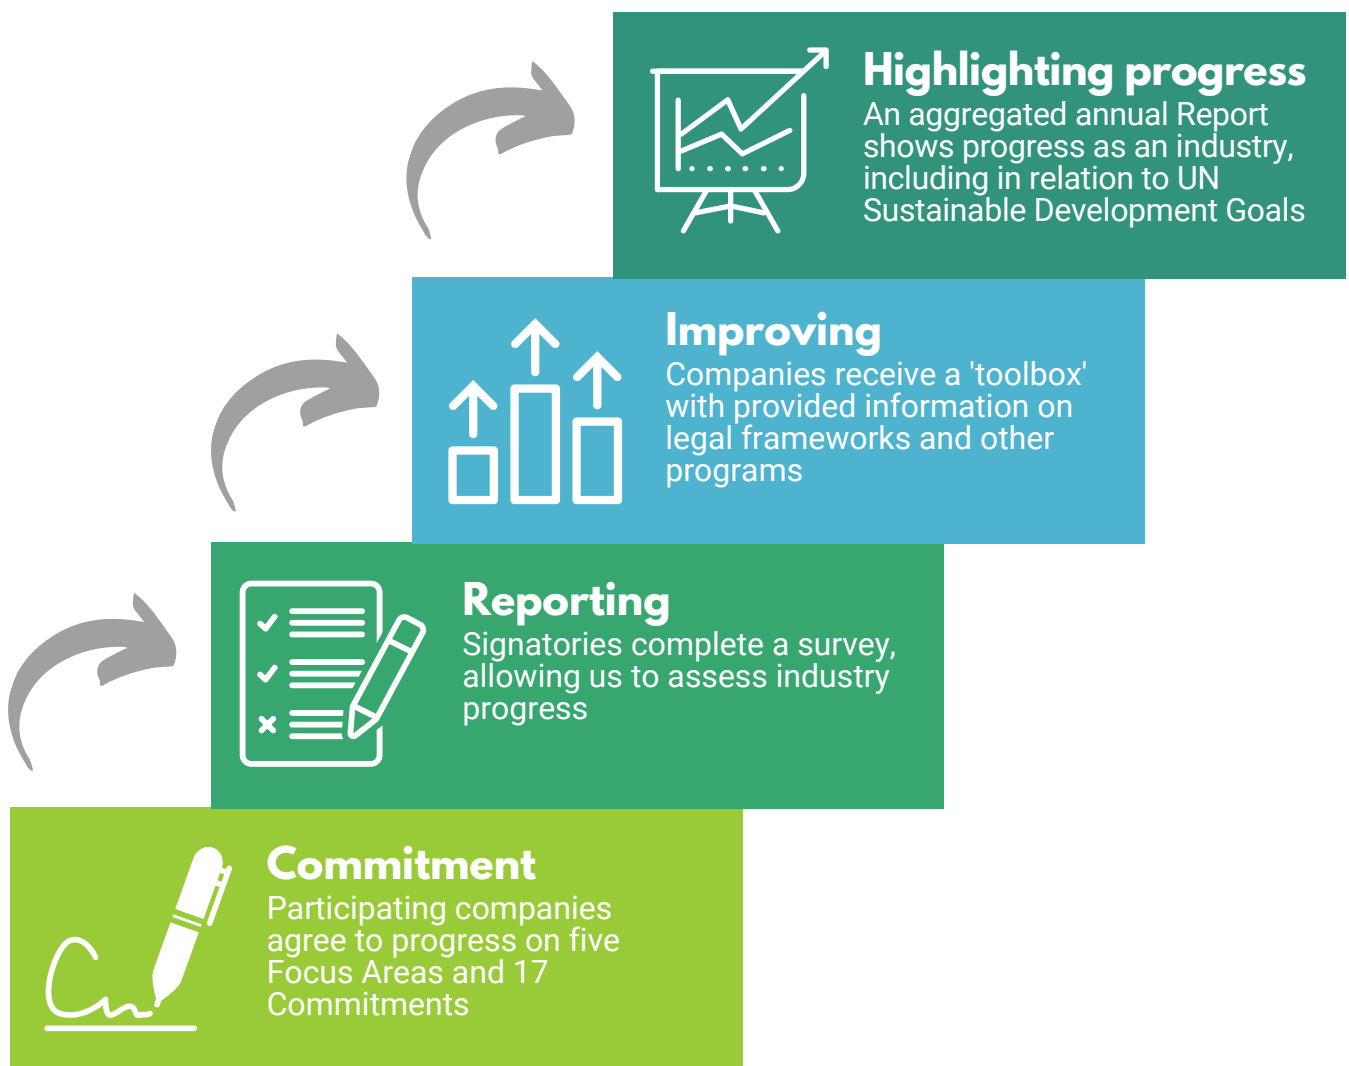 Highlighting progress
An aggregated annual Report
shows progress as an industry,
including in relation to UN
Sustainable Development Goals
Improving
Companies receive a 'toolbox'
with provided information on
legal frameworks and other
programs
Reporting
Signatories complete a survey,
allowing us to assess industry
progress
Commitment
Participating companies
agree to progress on five
Focus Areas and 17
Commitments